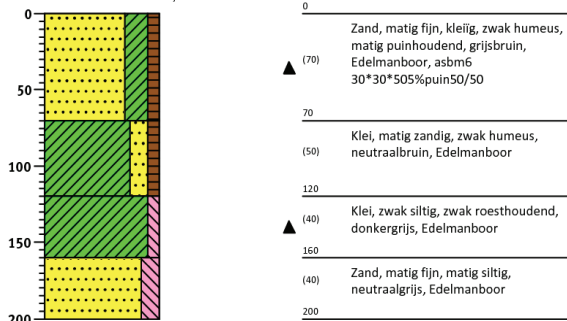 0
50
100
150
200
0
(70)
Zand, matig fijn, kleiïg, zwak humeus,
matig puinhoudend, grijsbruin,
Edelmanboor, asbm6
30*30*505%puin50/50
70
(50)
Klei, matig zandig, zwak humeus,
neutraalbruin, Edelmanboor
120
(40)
Klei, zwak siltig, zwak roesthoudend,
donkergrijs, Edelmanboor
160
(40)
Zand, matig fijn, matig siltig,
neutraalgrijs, Edelmanboor
200